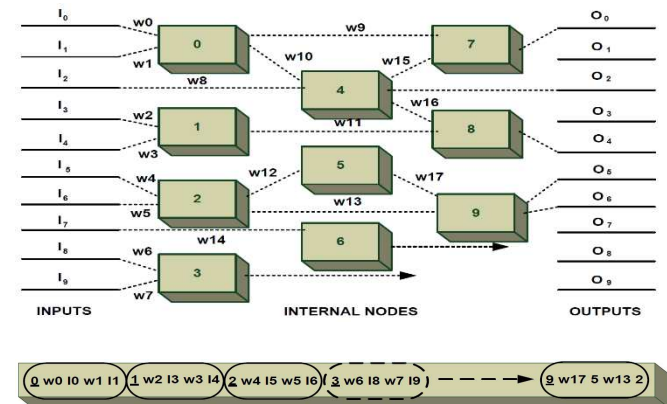 I0 w0 w9 O0
0 7
I1 w1 w10 w15 O1
I2 w8 4 O2
I3 w2 w16 O3
1 w11 8
I4 w3 O4
I5 w4 w12 5 w17 O5
2
I6 w5 w13 9 O6
I7 w14 6 O7
I8 w6 O8
3
I9 w7 O9
INPUTS INTERNAL NODES OUTPUTS
0 w0 I0 w1 I1 1 w2 I3 w3 I4 2 w4 I5 w5 I6 3 w6 I8 w7 I9 9 w17 5 w13 2